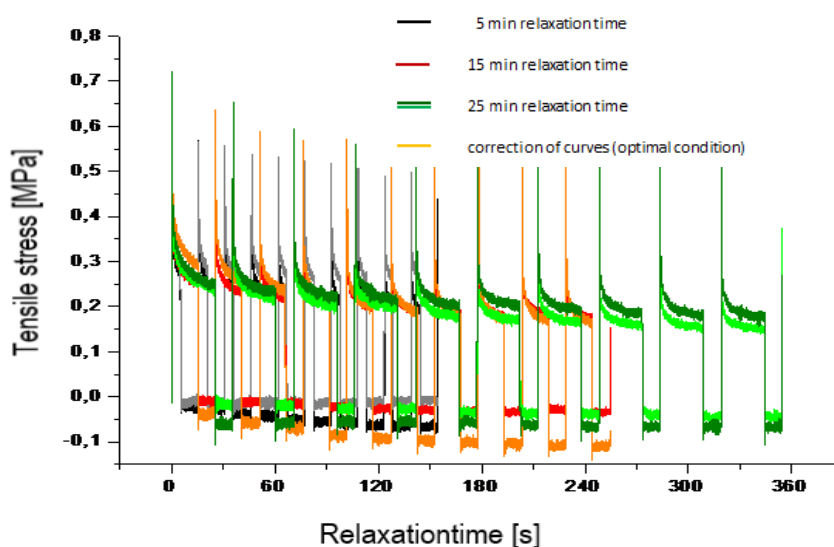 5 min relaxation time
15 min relaxation time
25 min relaxation time
correction of curves (optimal condition)
Tensile stress [MPa]
0,8
0,7
0,6
0,5
0,4
0,3
0,2
0,1
0,0
-0,1
0 60 120 180 240 300 360
Relaxationtime [s]